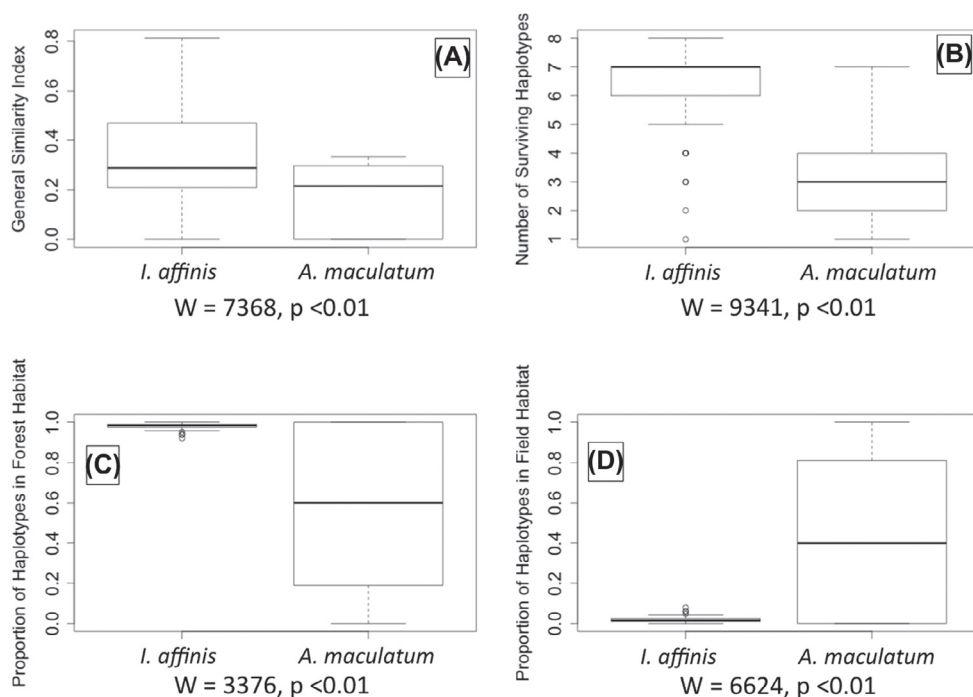 General Similarity Index
0.8
0.4
0.2
0.0
(A)
I. affinis
A. maculatum
W = 7368, p <0.01
Number of Surviving Haplotypes
8
7
6
5
4
3
2
1
(B)
I. affinis
A. maculatum
W = 9341, p <0.01
Proportion of Haplotypes in Forest Habitat
1.0
0.8
0.6
0.4
0.2
0.0
(C)
I. affinis
A. maculatum
W = 3376, p <0.01
Proportion of Haplotypes in Field Habitat
1.0
0.8
0.6
0.4
0.2
0.0
(D)
I. affinis
A. maculatum
W = 6624, p <0.01